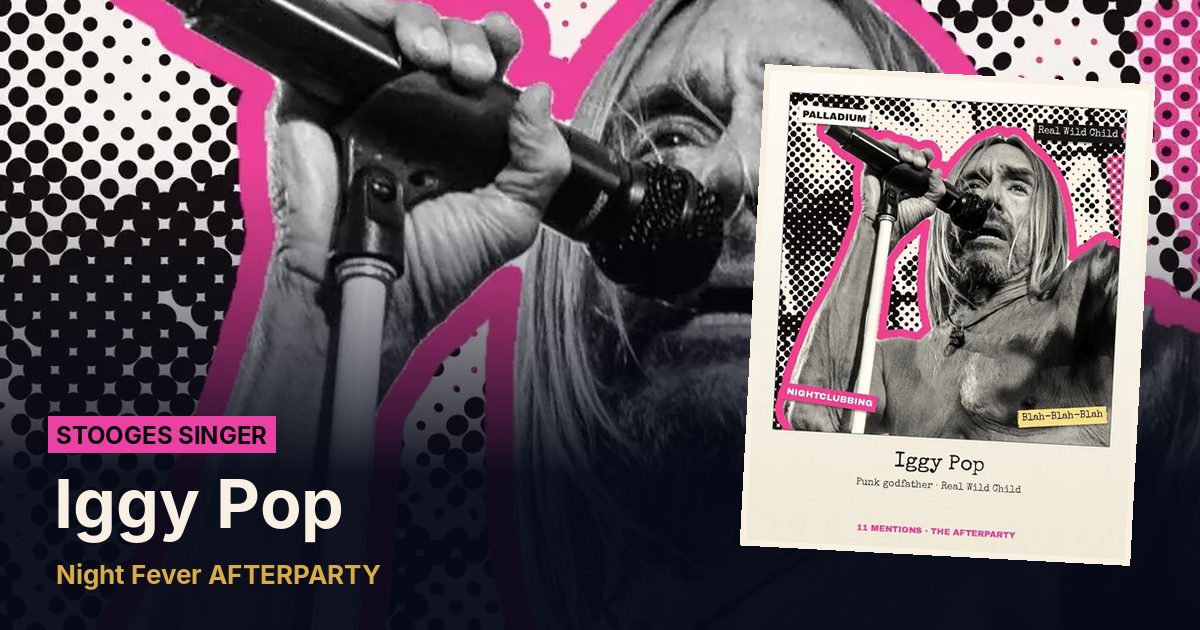 STOOGES SINGER
Iggy Pop
Night Fever AFTERPARTY
PALLADIUM
Real Wild Child
NIGHTCLUBBING
Blah-Blah-Blah
Iggy Pop
Punk godfather · Real Wild Child
11 MENTIONS · THE AFTERPARTY